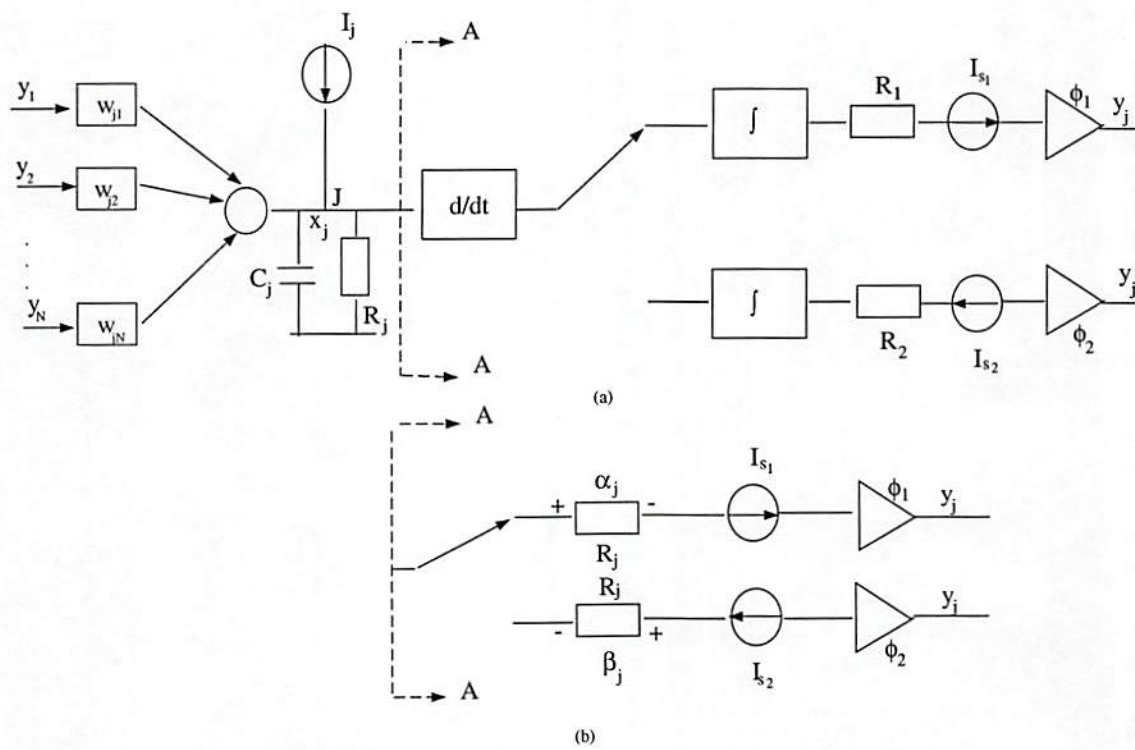 I_j
A
y_1
w_j1
y_2
w_j2
. . . .
y_N
w_jN
J
x_j
C_j
R_j
d/dt
∫
R_1
I_s1
ϕ_1
y_j
∫
R_2
I_s2
ϕ_2
y_j
A
(a)
A
α_j
+ -
R_j
I_s1
ϕ_1
y_j
R_j
- +
β_j
I_s2
ϕ_2
y_j
A
(b)